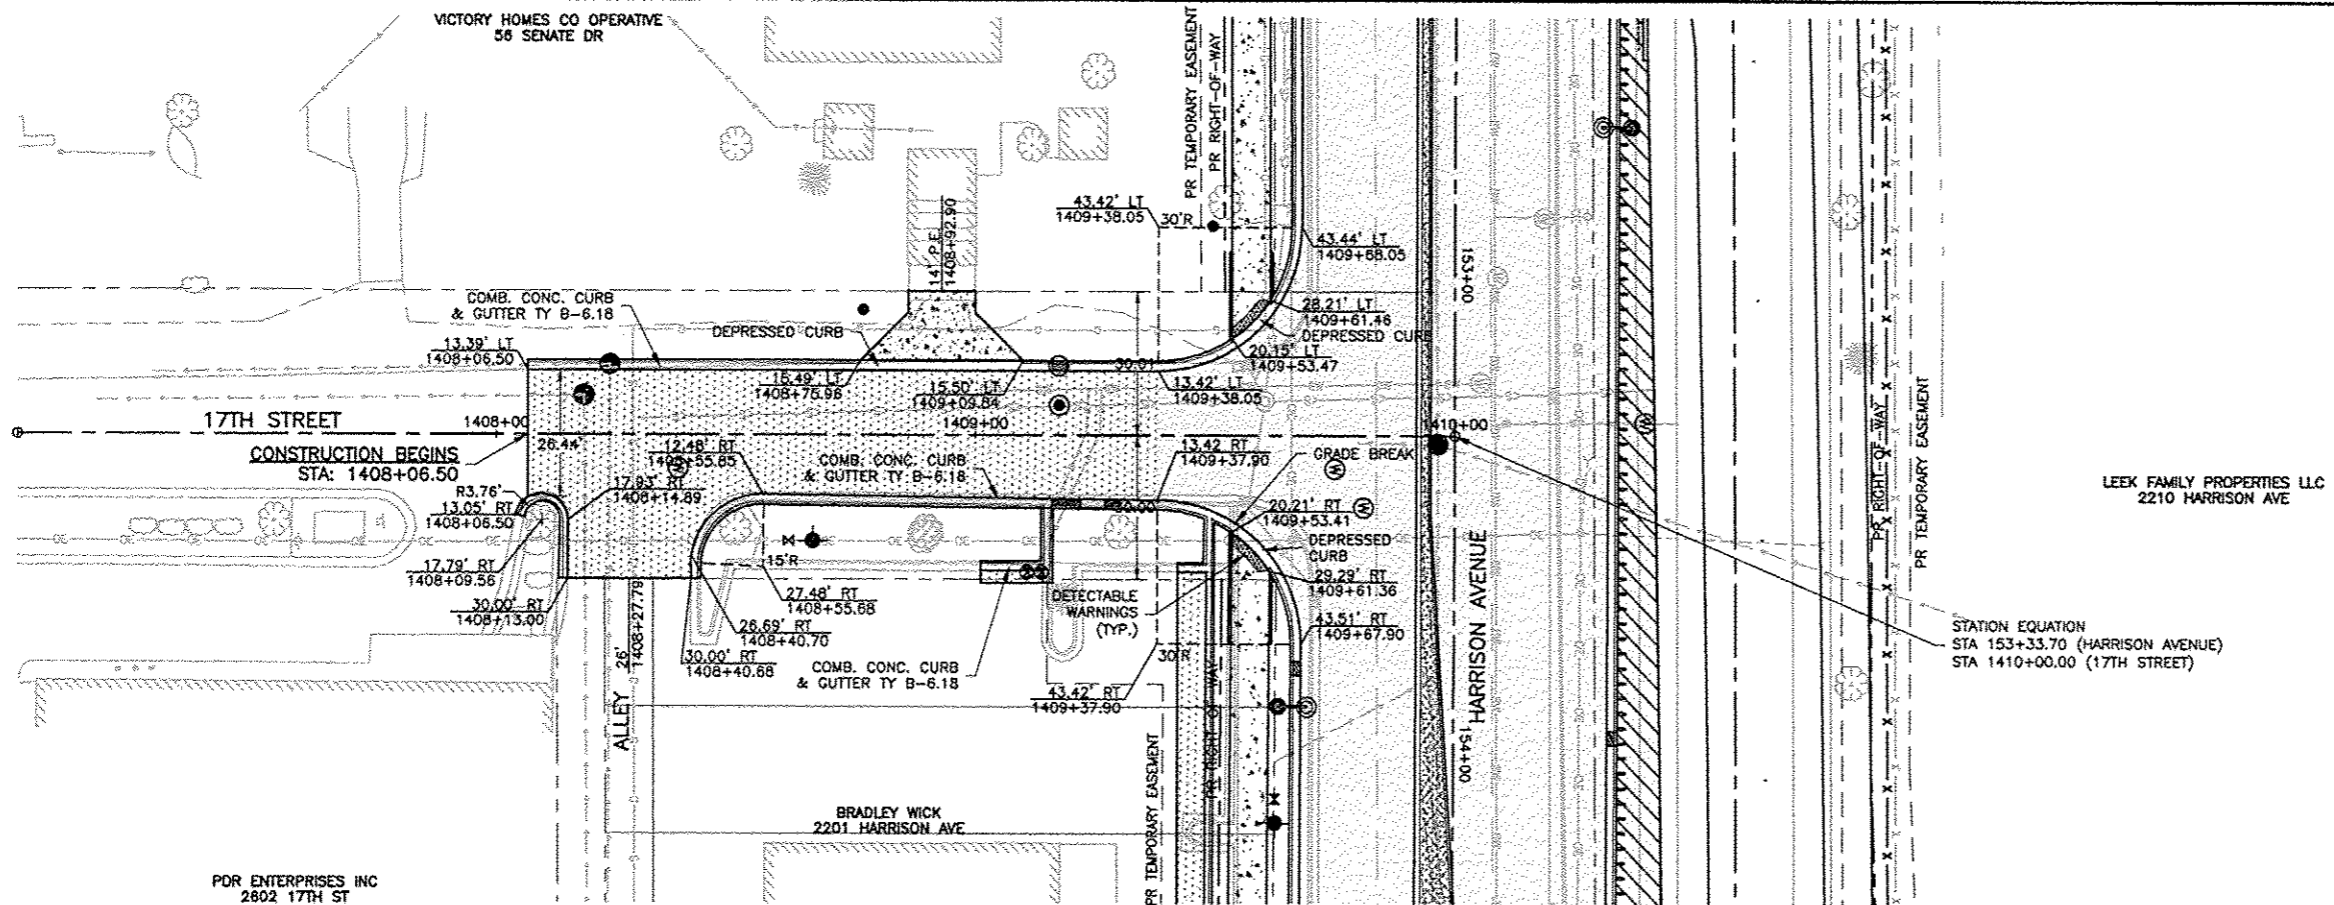 VICTORY HOMES CO OPERATIVE
56 SENATE DR
PR TEMPORARY EASEMENT
PR RIGHT-OF-WAY
43.42' LT
1409+38.05
30'R
14' P.E.
1408+92.90
43.44' LT
1409+68.05
153+00
COMB. CONC. CURB
& GUTTER TY B-6.18
DEPRESSED CURB
28.21' LT
1409+61.46
DEPRESSED CURB
13.39' LT
1408+06.50
20.15' LT
1409+53.47
30.01
15.49' LT
1408+75.96
15.50' LT
1409+09.84
13.42' LT
1409+38.05
17TH STREET
1408+00
1409+00
1410+00
CONSTRUCTION BEGINS
STA: 1408+06.50
26.44'
12.48' RT
1408+55.85
COMB. CONC. CURB
& GUTTER TY B-6.18
13.42 RT
1409+37.90
GRADE BREAK
W
W
W
W
R3.76'
13.05' RT
1408+06.50
17.93' RT
1408+14.89
30.00
20.21' RT
1409+53.41
DEPRESSED
CURB
17.79' RT
1408+09.56
15'R
29.29' RT
1409+61.36
30.00' RT
1408+13.00
27.48' RT
1408+55.68
DETECTABLE
WARNINGS
(TYP.)
26'
1408+27.79
26.69' RT
1408+40.70
43.51' RT
1409+67.90
30.00' RT
1408+40.68
COMB. CONC. CURB
& GUTTER TY B-6.18
30'R
43.42' RT
1409+37.90
ALLEY
HARRISON AVENUE
154+00
PR TEMPORARY EASEMENT
PR RIGHT-OF-WAY
BRADLEY WICK
2201 HARRISON AVE
PDR ENTERPRISES INC
2602 17TH ST
PR RIGHT-OF-WAY
PR TEMPORARY EASEMENT
LEEK FAMILY PROPERTIES LLC
2210 HARRISON AVE
STATION EQUATION
STA 153+33.70 (HARRISON AVENUE)
STA 1410+00.00 (17TH STREET)